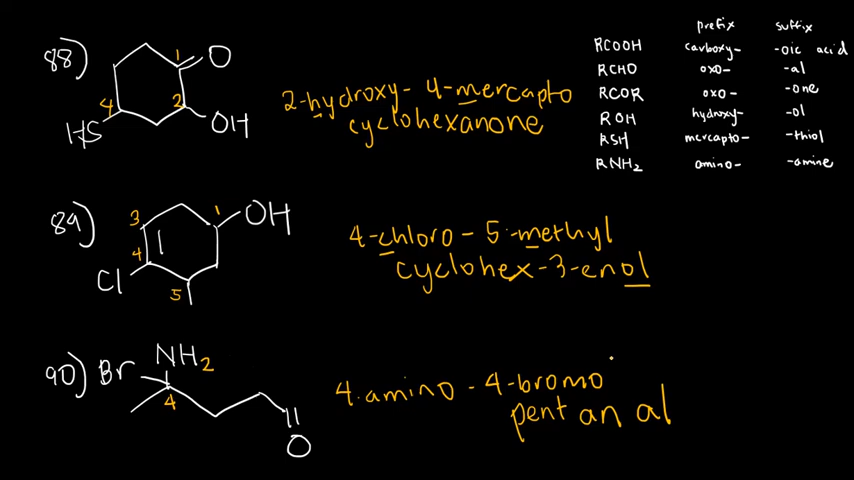 prefix suffix
RCOOH carboxy- -oic acid
RCHO oxo- -al
RCOR oxo- -one
ROH hydroxy- -ol
RSH mercapto- -thiol
RNH2 amino- -amine
88) 1 O
4 2
HS OH
2-hydroxy-4-mercapto
cyclohexanone
89) 3 1 OH
4
Cl 5
4-chloro-5-methyl
cyclohex-3-enol
90) Br NH2
4
O
4-amino-4-bromo
pentanal